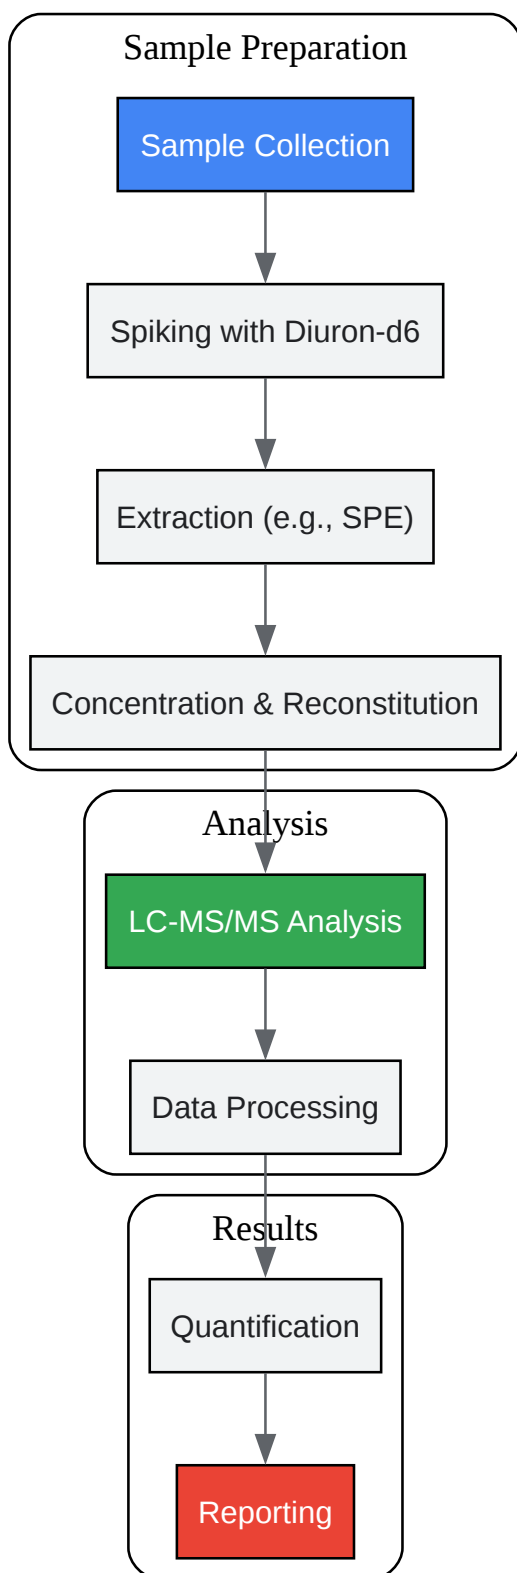 Sample Preparation
Sample Collection
Spiking with Diuron-d6
Extraction (e.g., SPE)
Concentration & Reconstitution
Analysis
LC-MS/MS Analysis
Data Processing
Results
Quantification
Reporting